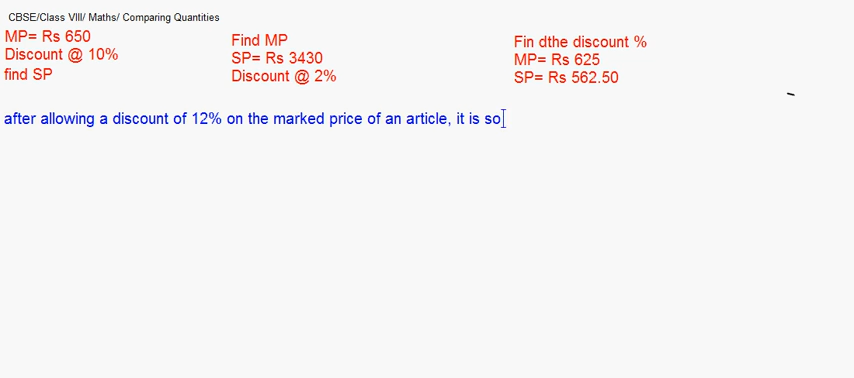 CBSE/Class VIII/ Maths/ Comparing Quantities
MP= Rs 650
Discount @ 10%
find SP
Find MP
SP= Rs 3430
Discount @ 2%
Fin dthe discount %
MP= Rs 625
SP= Rs 562.50
after allowing a discount of 12% on the marked price of an article, it is so